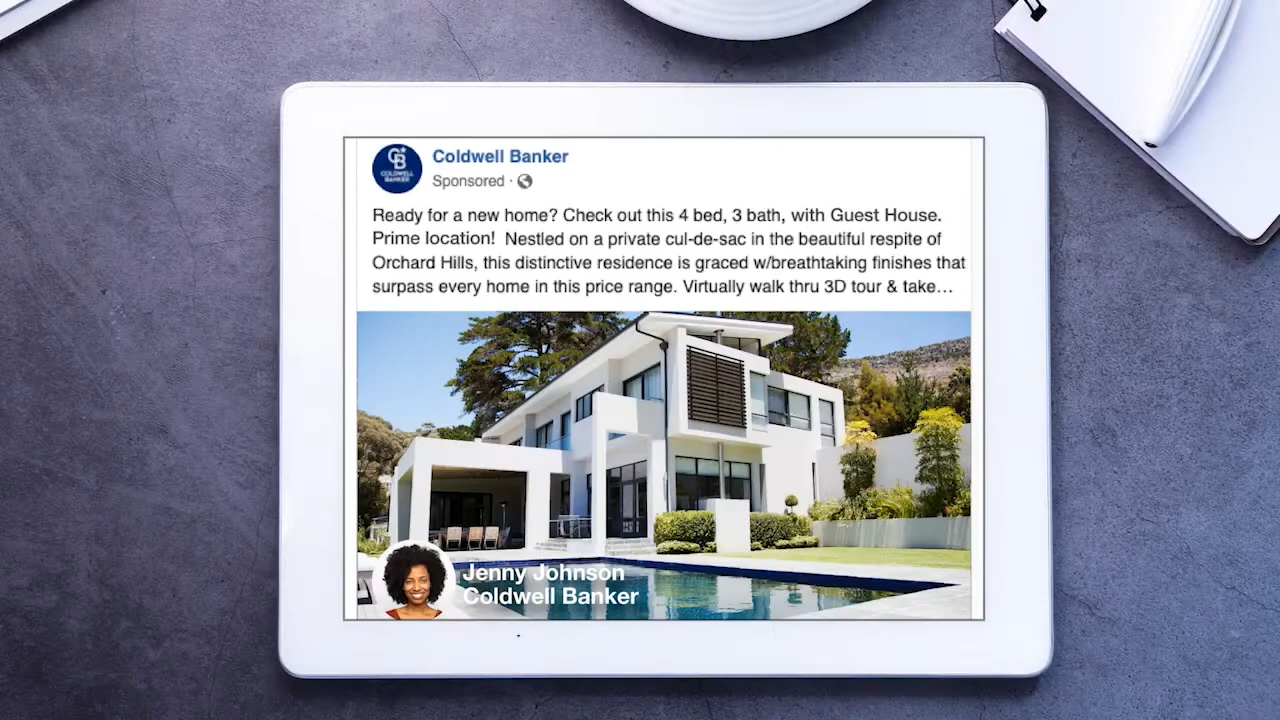 Coldwell Banker
Sponsored ·
CB
COLDWELL
BANKER
Ready for a new home? Check out this 4 bed, 3 bath, with Guest House.
Prime location! Nestled on a private cul-de-sac in the beautiful respite of
Orchard Hills, this distinctive residence is graced w/breathtaking finishes that
surpass every home in this price range. Virtually walk thru 3D tour & take...
Jenny Johnson
Coldwell Banker